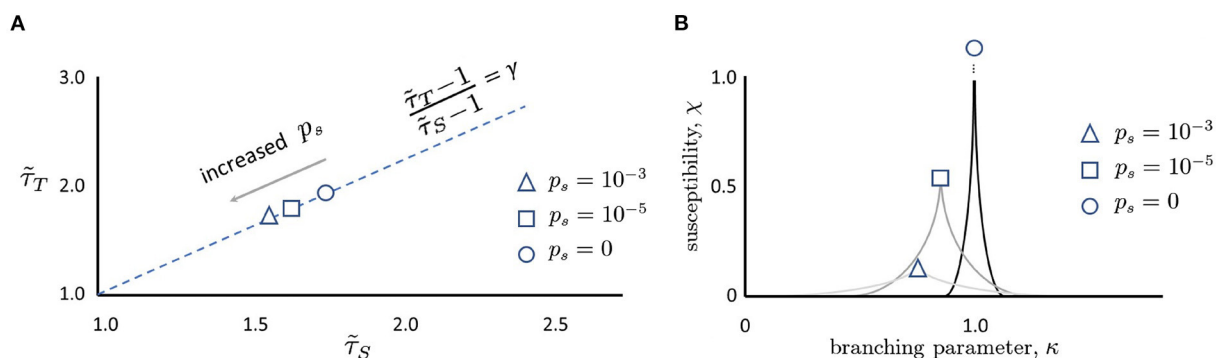 A
3.0
2.0
1.0
τ̃_T
increased p_s
τ̃_T − 1
τ̃_S − 1
= γ
p_s = 10⁻³
p_s = 10⁻⁵
p_s = 0
1.0 1.5 2.0 2.5
τ̃_S
B
1.0
0.5
0
susceptibility, χ
p_s = 10⁻³
p_s = 10⁻⁵
p_s = 0
0 1.0
branching parameter, κ